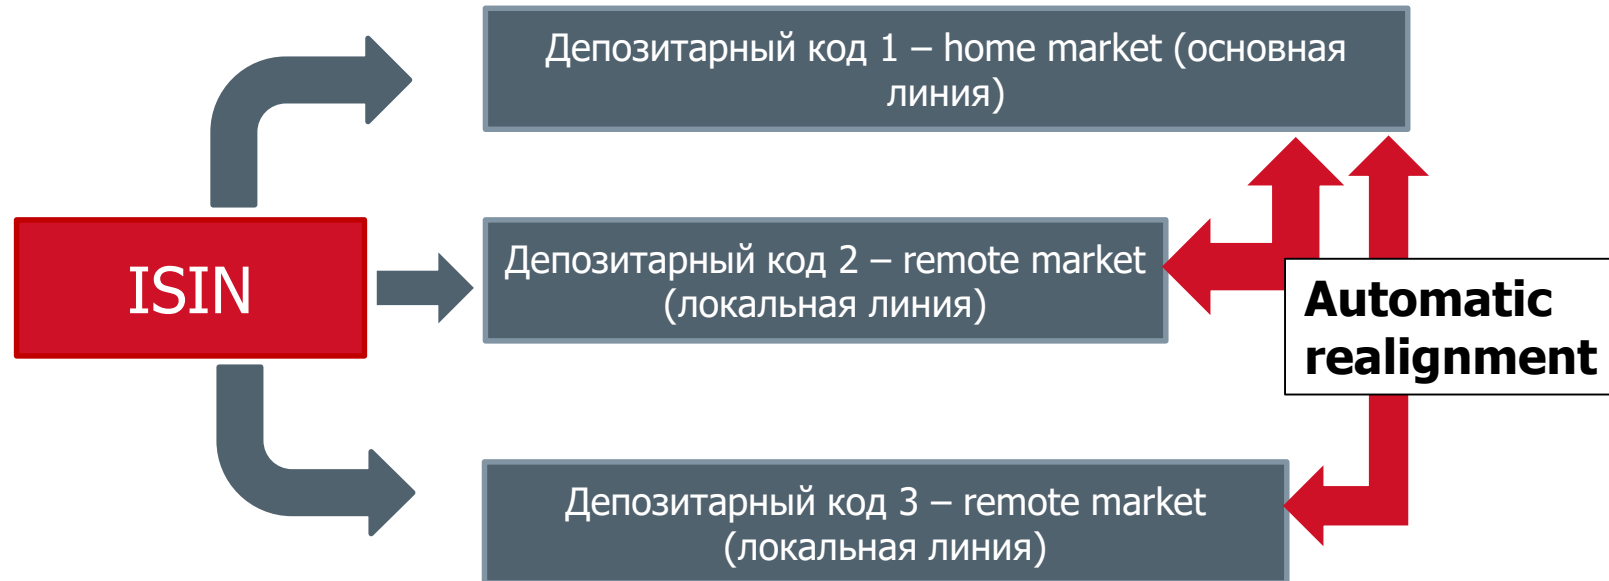 Депозитарный код 1 – home market (основная
линия)
ISIN
Депозитарный код 2 – remote market
(локальная линия)
Automatic
realignment
Депозитарный код 3 – remote market
(локальная линия)